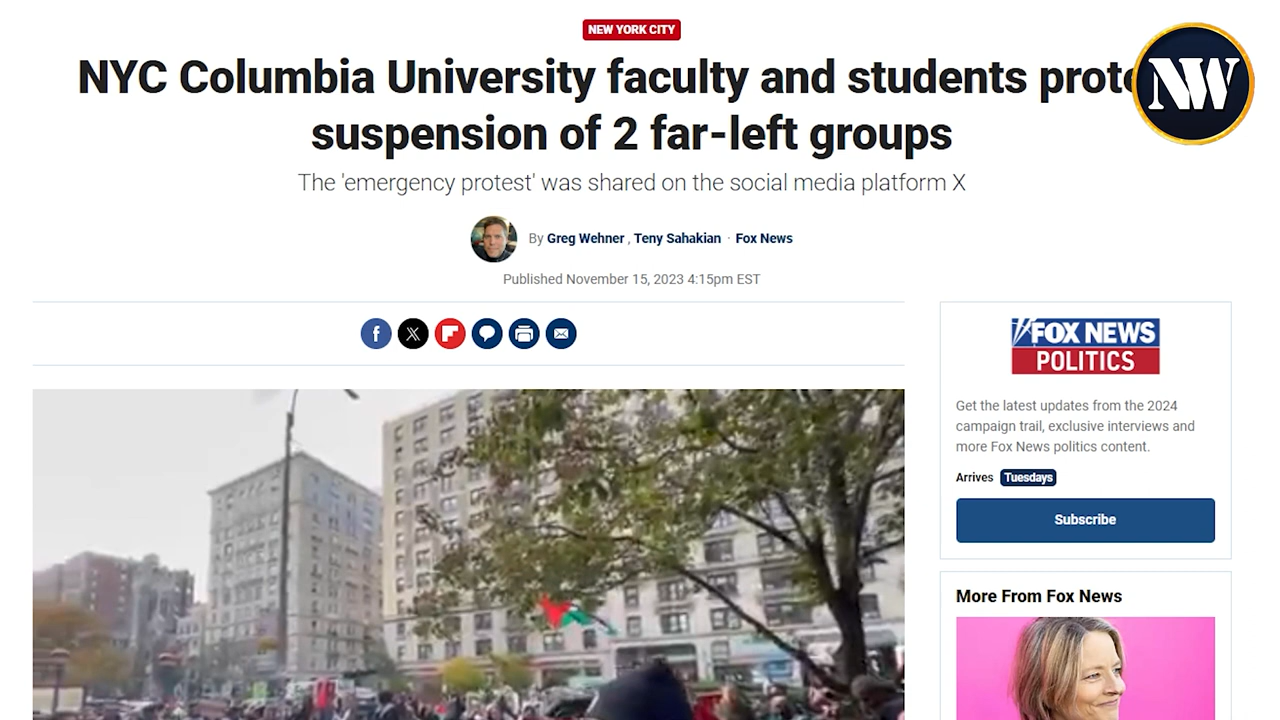 NEW YORK CITY
NYC Columbia University faculty and students prote
suspension of 2 far-left groups
NW
The 'emergency protest' was shared on the social media platform X
By Greg Wehner , Teny Sahakian · Fox News
Published November 15, 2023 4:15pm EST
FOX NEWS
POLITICS
Get the latest updates from the 2024
campaign trail, exclusive interviews and
more Fox News politics content.
Arrives Tuesdays
Subscribe
More From Fox News